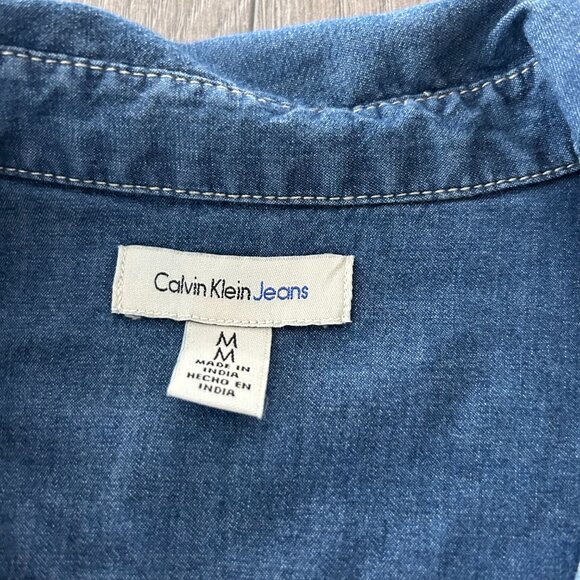 Calvin Klein Jeans
M
M
MADE IN
INDIA
HECHO EN
INDIA